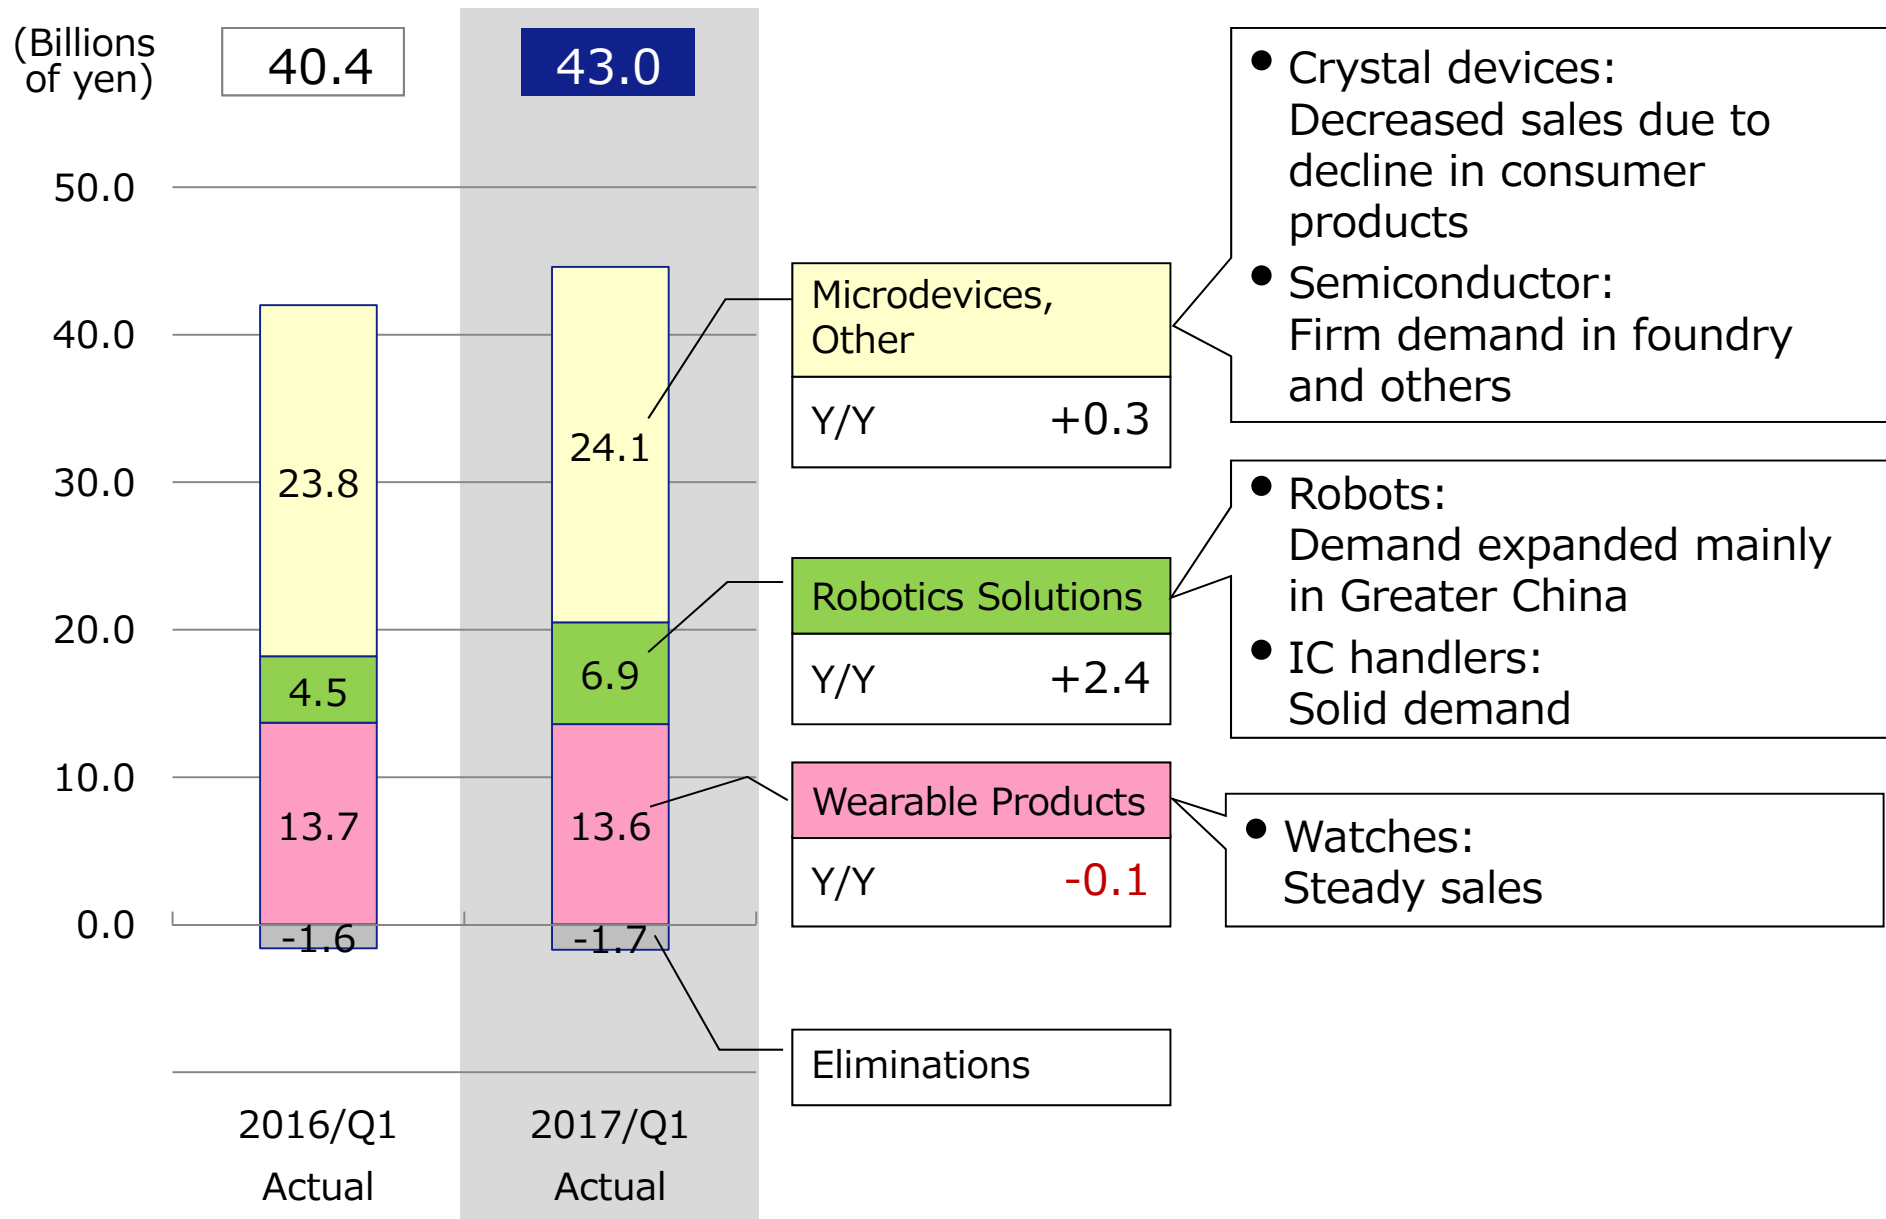 (Billions
of yen)
40.4
43.0
50.0
40.0
30.0
20.0
10.0
0.0
23.8
4.5
13.7
-1.6
24.1
6.9
13.6
-1.7
2016/Q1
Actual
2017/Q1
Actual
Microdevices,
Other
Y/Y +0.3
Robotics Solutions
Y/Y +2.4
Wearable Products
Y/Y -0.1
Eliminations
• Crystal devices:
Decreased sales due to
decline in consumer
products
• Semiconductor:
Firm demand in foundry
and others
• Robots:
Demand expanded mainly
in Greater China
• IC handlers:
Solid demand
• Watches:
Steady sales